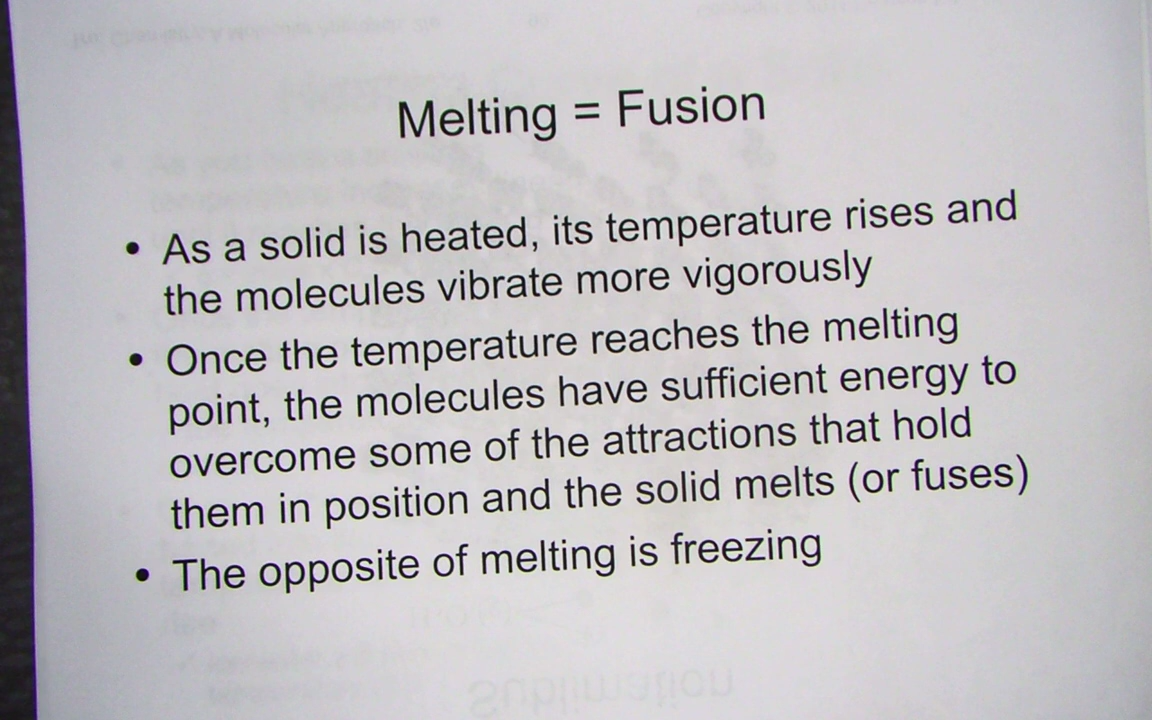 Melting = Fusion
• As a solid is heated, its temperature rises and
the molecules vibrate more vigorously
• Once the temperature reaches the melting
point, the molecules have sufficient energy to
overcome some of the attractions that hold
them in position and the solid melts (or fuses)
• The opposite of melting is freezing
Sublimation